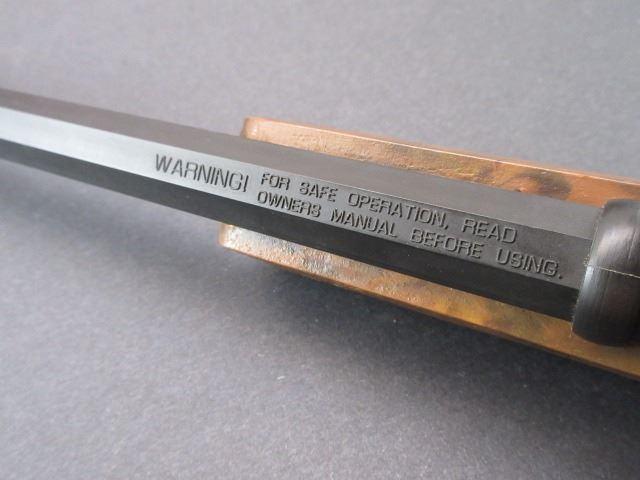 WARNING! FOR SAFE OPERATION, READ
OWNERS MANUAL BEFORE USING.